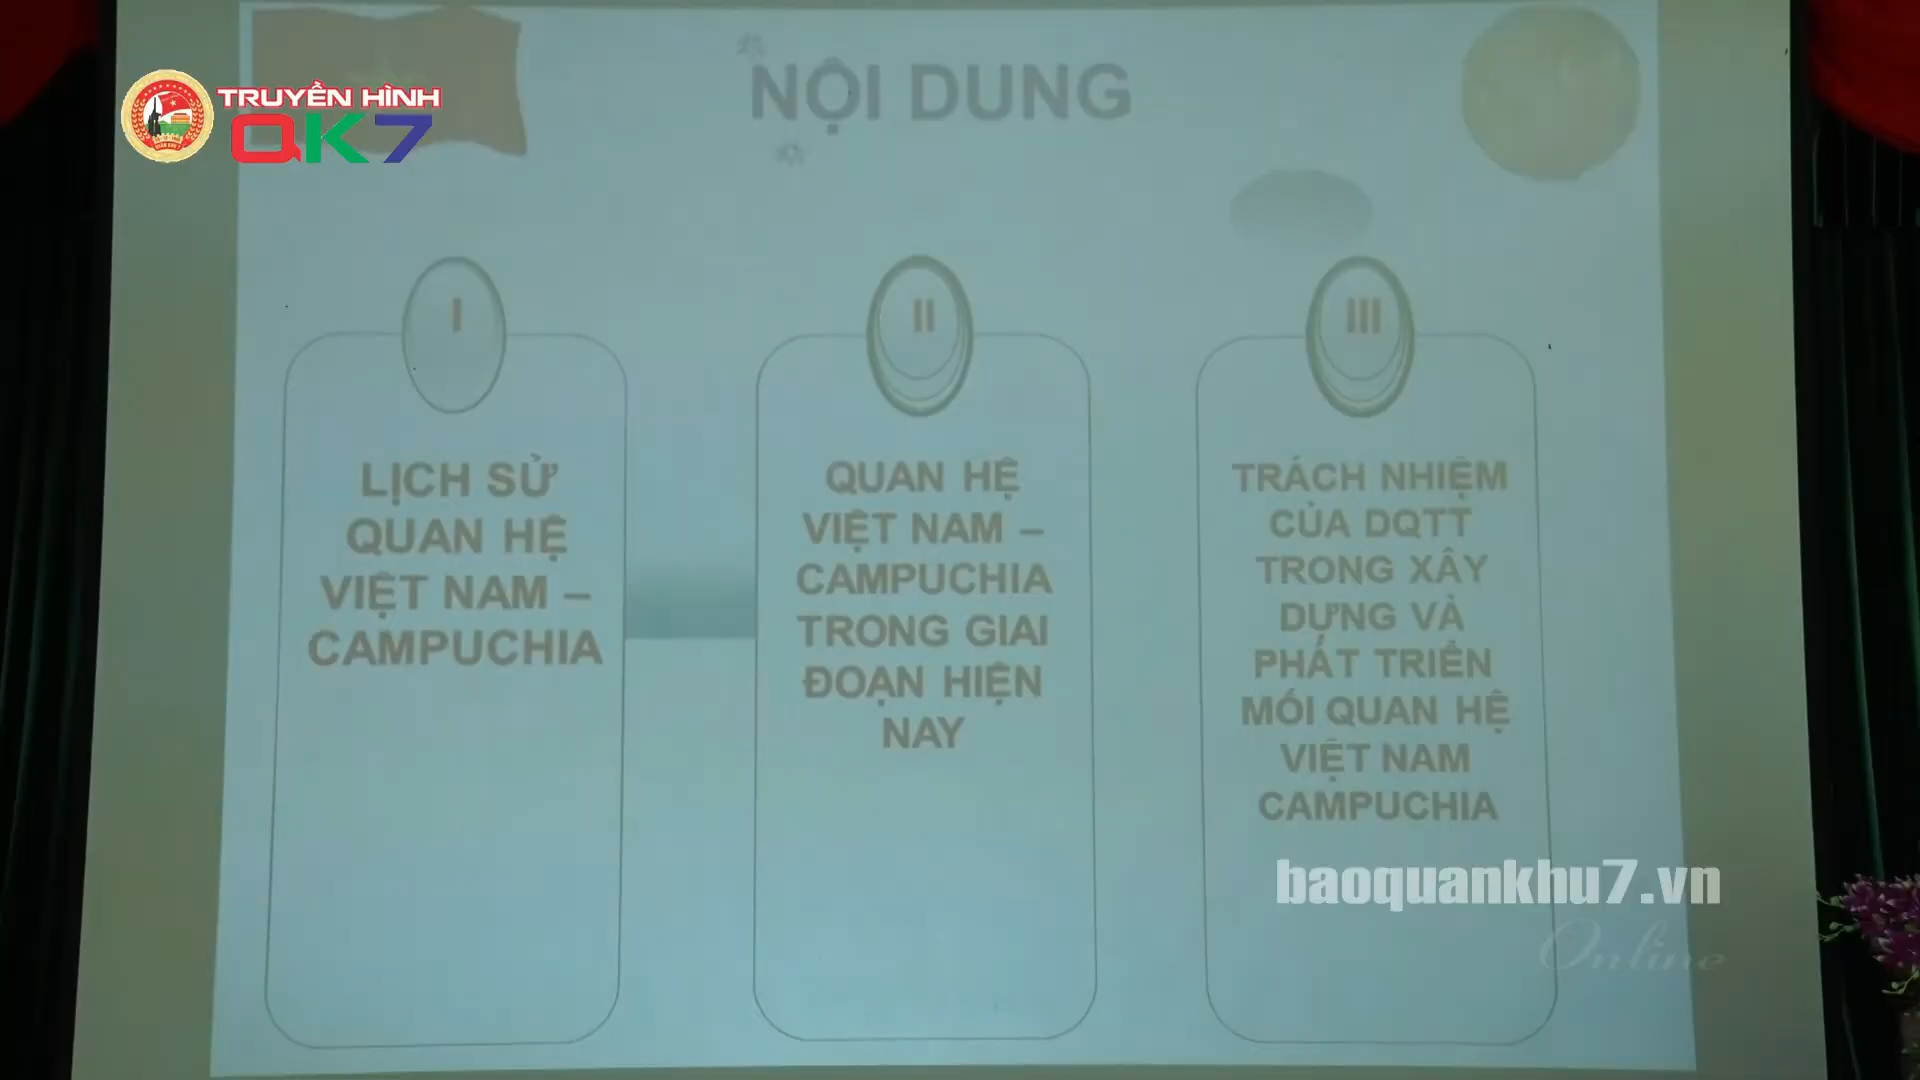 TRUYỀN HÌNH
QK7
NỘI DUNG
I
LỊCH SỬ
QUAN HỆ
VIỆT NAM –
CAMPUCHIA
II
QUAN HỆ
VIỆT NAM –
CAMPUCHIA
TRONG GIAI
ĐOẠN HIỆN
NAY
III
TRÁCH NHIỆM
CỦA DQTT
TRONG XÂY
DỰNG VÀ
PHÁT TRIỂN
MỐI QUAN HỆ
VIỆT NAM
CAMPUCHIA
baoquankhu7.vn
Online